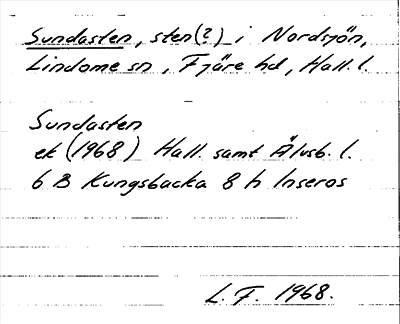 Sundasten, sten(?) i Nordsjön,
Lindome sn, Fjäre hd, Hall. l.
Sundasten
ek (1968) Hall. samt Älvsb. l.
6 B Kungsbacka 8 h Inseros
L. F. 1968.